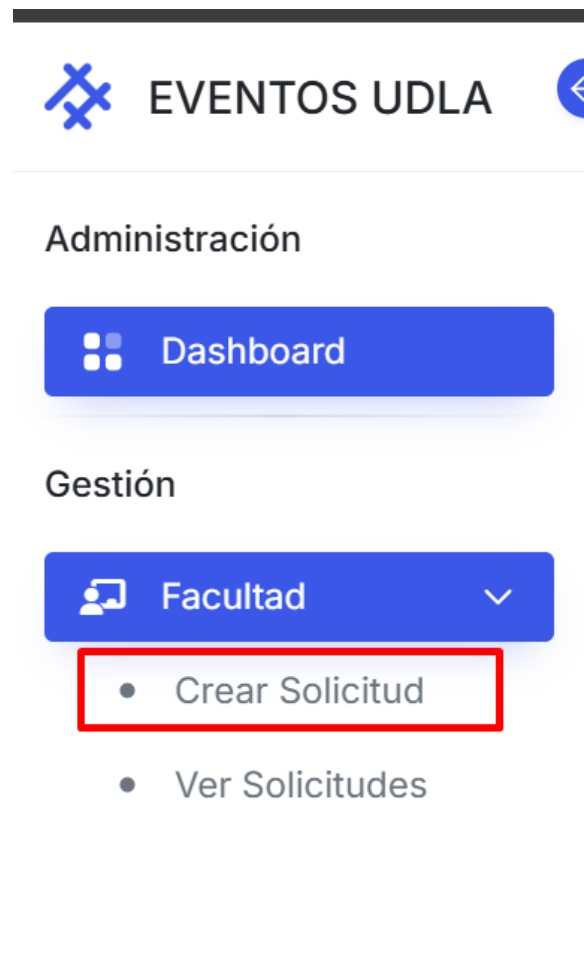 EVENTOS UDLA
Administración
Dashboard
Gestión
Facultad
Crear Solicitud
Ver Solicitudes